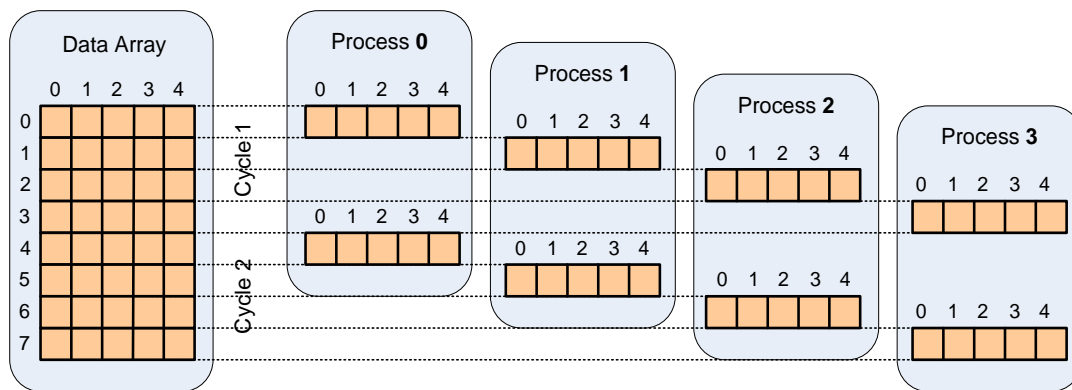 Data Array
0 1 2 3 4
0
1
2
3
4
5
6
7
Cycle 1
Cycle 2
Process 0
0 1 2 3 4
0 1 2 3 4
Process 1
0 1 2 3 4
0 1 2 3 4
Process 2
0 1 2 3 4
0 1 2 3 4
Process 3
0 1 2 3 4
0 1 2 3 4